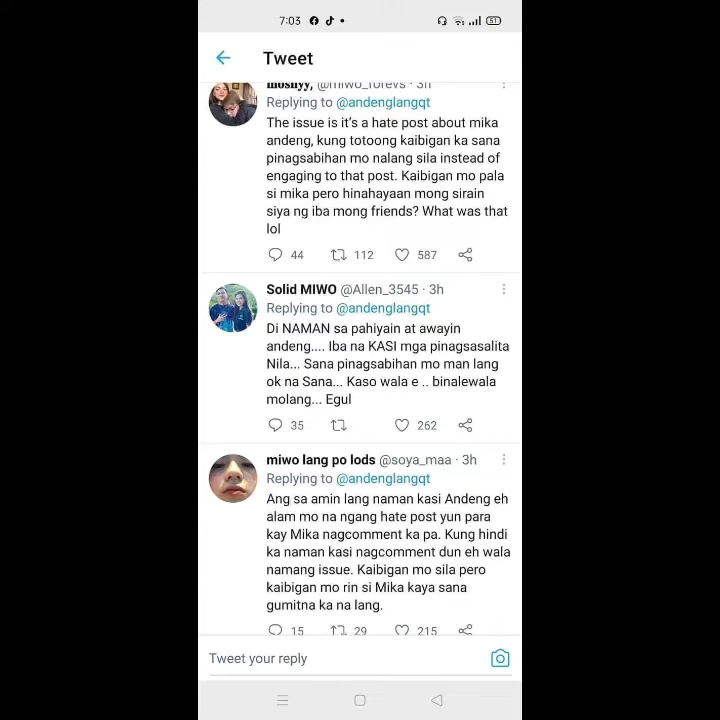 7:03
51
Tweet
moshyy, @miwo_forevs · 3h
Replying to @andenglangqt
The issue is it's a hate post about mika
andeng, kung totoong kaibigan ka sana
pinagsabihan mo nalang sila instead of
engaging to that post. Kaibigan mo pala
si mika pero hinahayaan mong sirain
siya ng iba mong friends? What was that
lol
44 112 587
Solid MIWO @Allen_3545 · 3h
Replying to @andenglangqt
Di NAMAN sa pahiyain at awayin
andeng.... Iba na KASI mga pinagsasalita
Nila... Sana pinagsabihan mo man lang
ok na Sana... Kaso wala e .. binalewala
molang... Egul
35 262
miwo lang po lods @soya_maa · 3h
Replying to @andenglangqt
Ang sa amin lang naman kasi Andeng eh
alam mo na ngang hate post yun para
kay Mika nagcomment ka pa. Kung hindi
ka naman kasi nagcomment dun eh wala
namang issue. Kaibigan mo sila pero
kaibigan mo rin si Mika kaya sana
gumitna ka na lang.
15 29 215
Tweet your reply